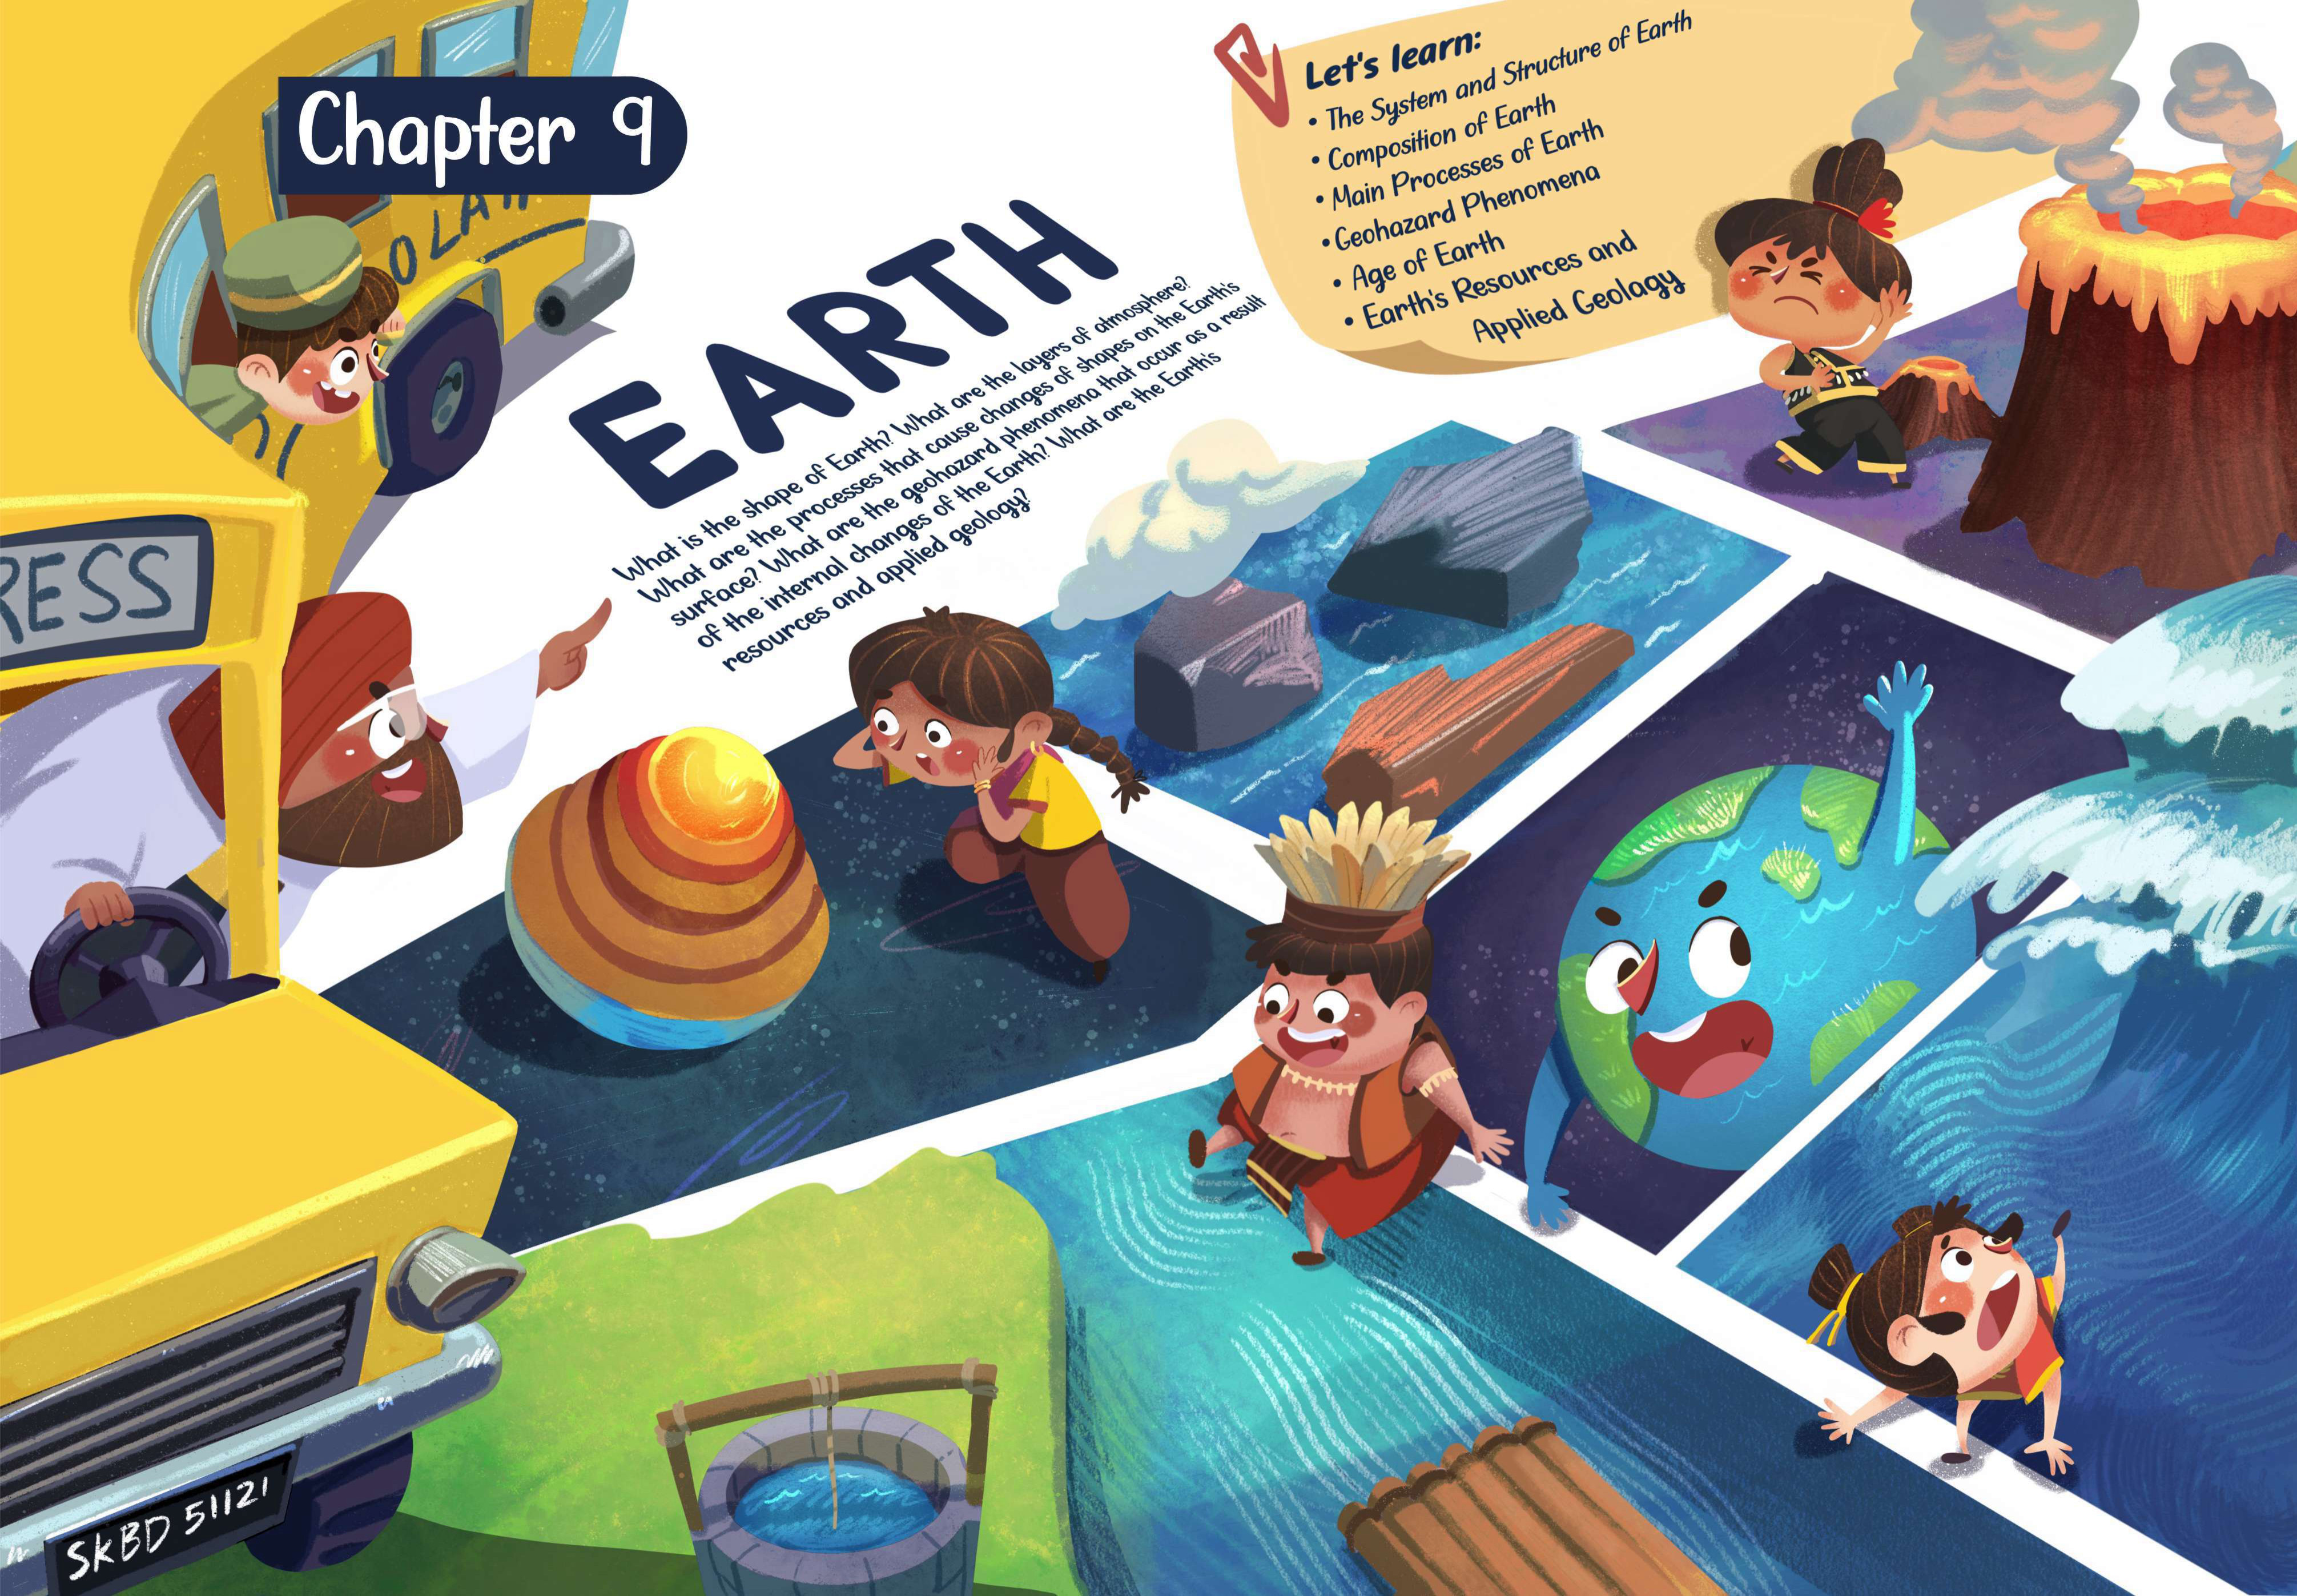 Chapter 9
OLAH
EARTH
What is the shape of Earth? What are the layers of atmosphere?
What are the processes that cause changes of shapes on the Earth's
surface? What are the geohazard phenomena that occur as a result
of the internal changes of the Earth? What are the Earth's
resources and applied geology?
Let's learn:
• The System and Structure of Earth
• Composition of Earth
• Main Processes of Earth
• Geohazard Phenomena
• Age of Earth
• Earth's Resources and
Applied Geolagy
RESS
SKBD 51121